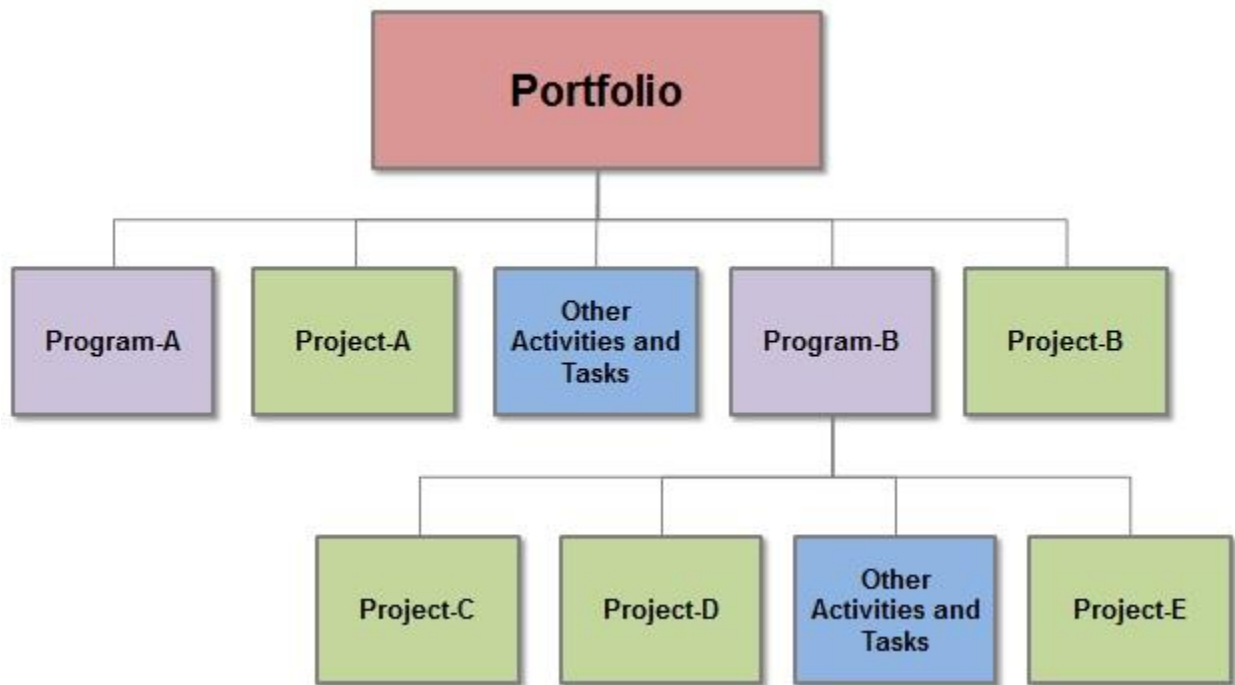 Portfolio
Program-A
Project-A
Other
Activities and
Tasks
Program-B
Project-B
Project-C
Project-D
Other
Activities and
Tasks
Project-E